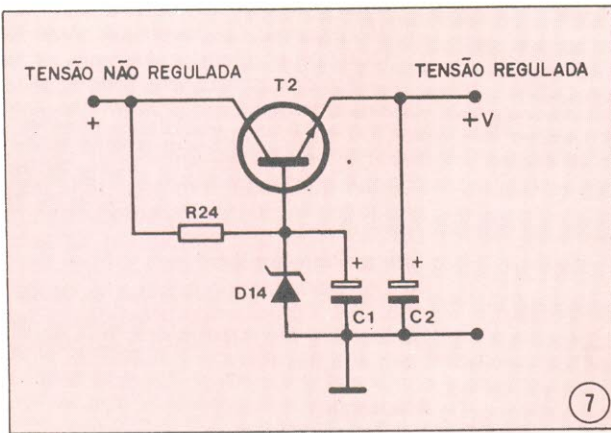 TENSÃO NÃO REGULADA
T2
TENSÃO REGULADA
+
+V
R24
D14
+
C1
+
C2
7